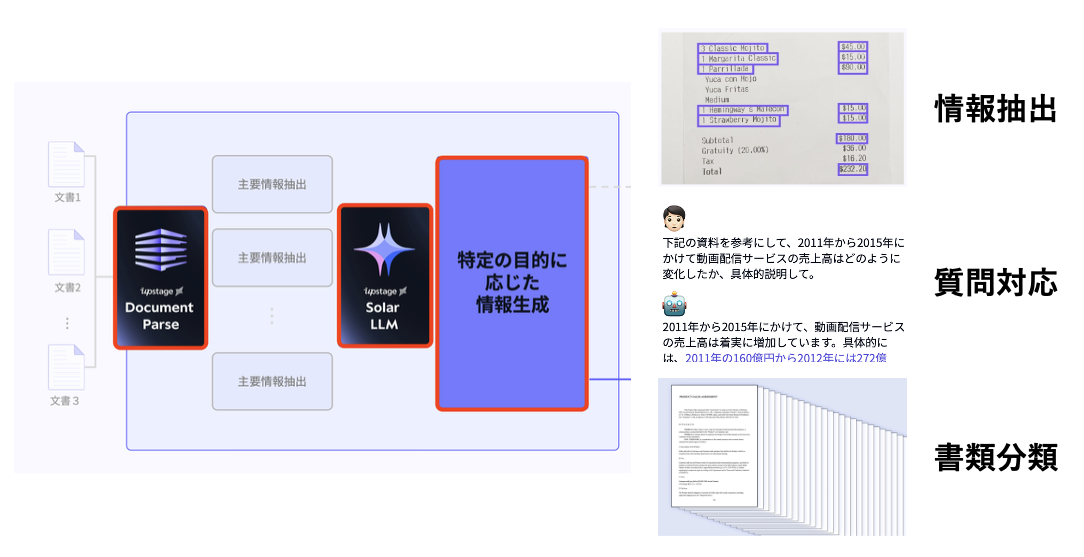 文書1
文書2
文書３
upstage
Document
Parse
主要情報抽出
主要情報抽出
主要情報抽出
upstage
Solar
LLM
特定の目的に
応じた
情報生成
3 Classic Mojito $45.00
1 Margarita Classic $15.00
1 Parrillada $90.00
Yuca con Mojo
Yuca Fritas
Medium
1 Hemingway's $15.00
1 Strawberry Mojito $15.00
Subtotal $180.00
Gratuity (20.00%) $36.00
Tax $16.20
Total $232.20
情報抽出
下記の資料を参考にして、2011年から2015年に
かけて動画配信サービスの売上高はどのように
変化したか、具体的説明して。
2011年から2015年にかけて、動画配信サービス
の売上高は着実に増加しています。具体的に
は、2011年の160億円から2012年には272億
質問対応
書類分類